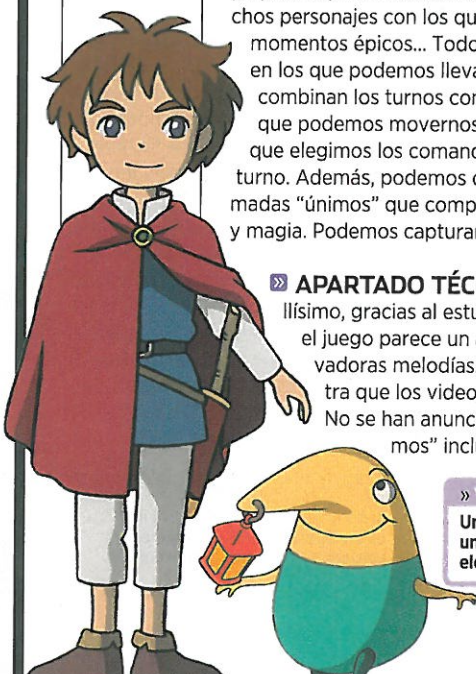 chos personajes con los qu
momentos épicos... Todo
en los que podemos lleva
combinan los turnos con
que podemos movernos
que elegimos los comand
turno. Además, podemos
madas "únimos" que comp
y magia. Podemos capturar
» APARTADO TÉC
llísimo, gracias al estu
el juego parece un
vadoras melodías.
tra que los video
No se han anunc
mos" incl
»
Un
un
ele